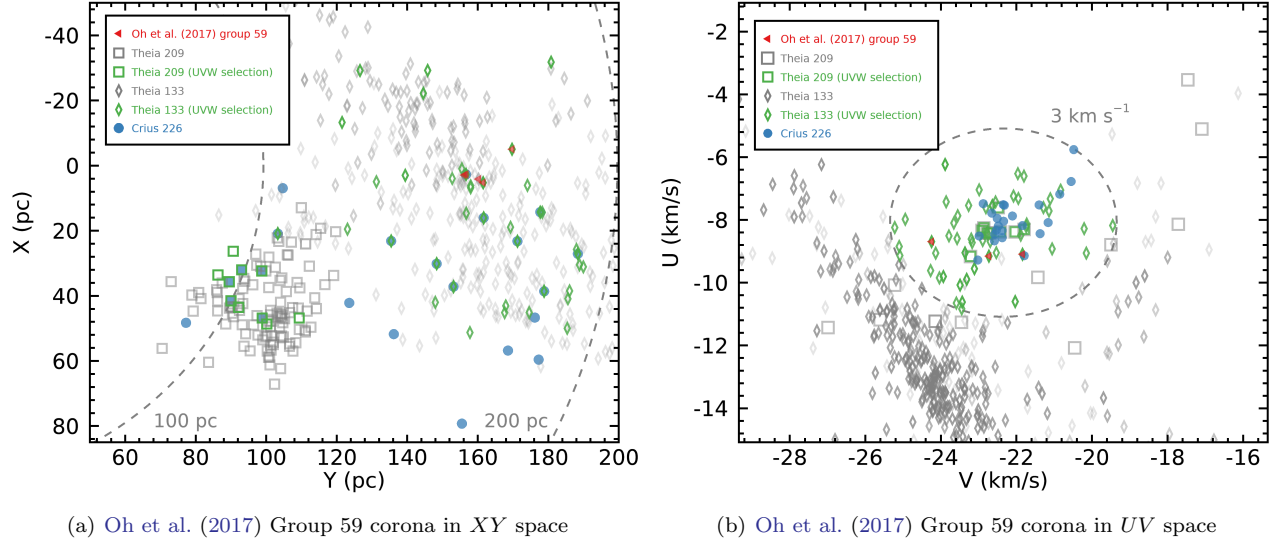 -40
-20
0
20
40
60
80
X (pc)
60
80
100
120
140
160
180
200
Y (pc)
Oh et al. (2017) group 59
Theia 209
Theia 209 (UVW selection)
Theia 133
Theia 133 (UVW selection)
Crius 226
100 pc
200 pc
(a) Oh et al. (2017) Group 59 corona in XY space
-2
-4
-6
-8
-10
-12
-14
U (km/s)
-28
-26
-24
-22
-20
-18
-16
V (km/s)
Oh et al. (2017) group 59
Theia 209
Theia 209 (UVW selection)
Theia 133
Theia 133 (UVW selection)
Crius 226
3 km s⁻¹
(b) Oh et al. (2017) Group 59 corona in UV space